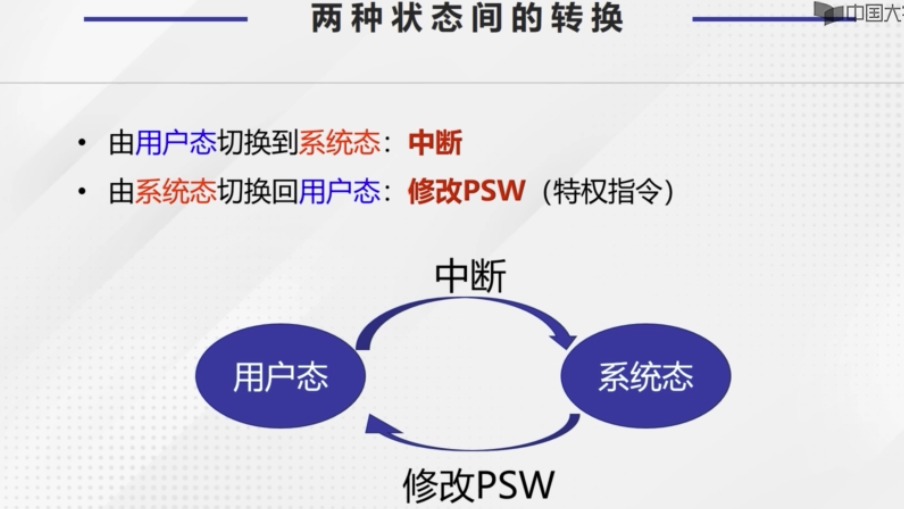 两种状态间的转换
中国大
• 由用户态切换到系统态：中断
• 由系统态切换回用户态：修改PSW（特权指令）
中断
用户态
系统态
修改PSW